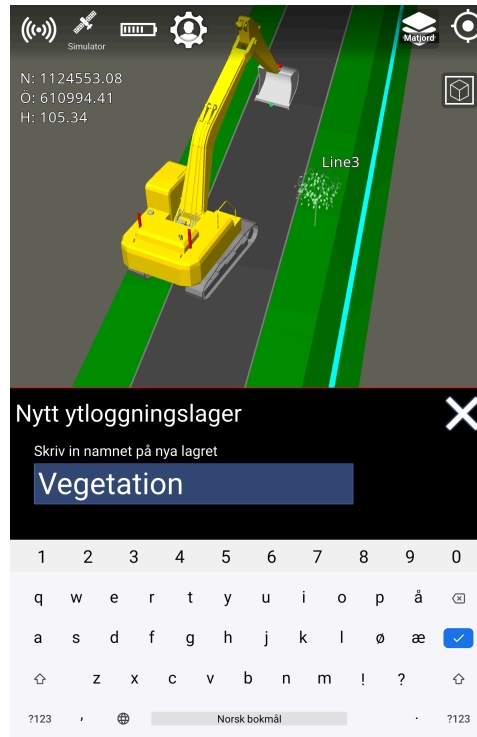 Simulator
Matjord
N: 1124553.08
Ö: 610994.41
H: 105.34
Line3
Nytt ytloggningslager
Skriv in namnet på nya lagret
Vegetation
1 2 3 4 5 6 7 8 9 0
q w e r t y u i o p å
a s d f g h j k l ø æ
z x c v b n m ! ?
?123 , Norsk bokmål . ?123